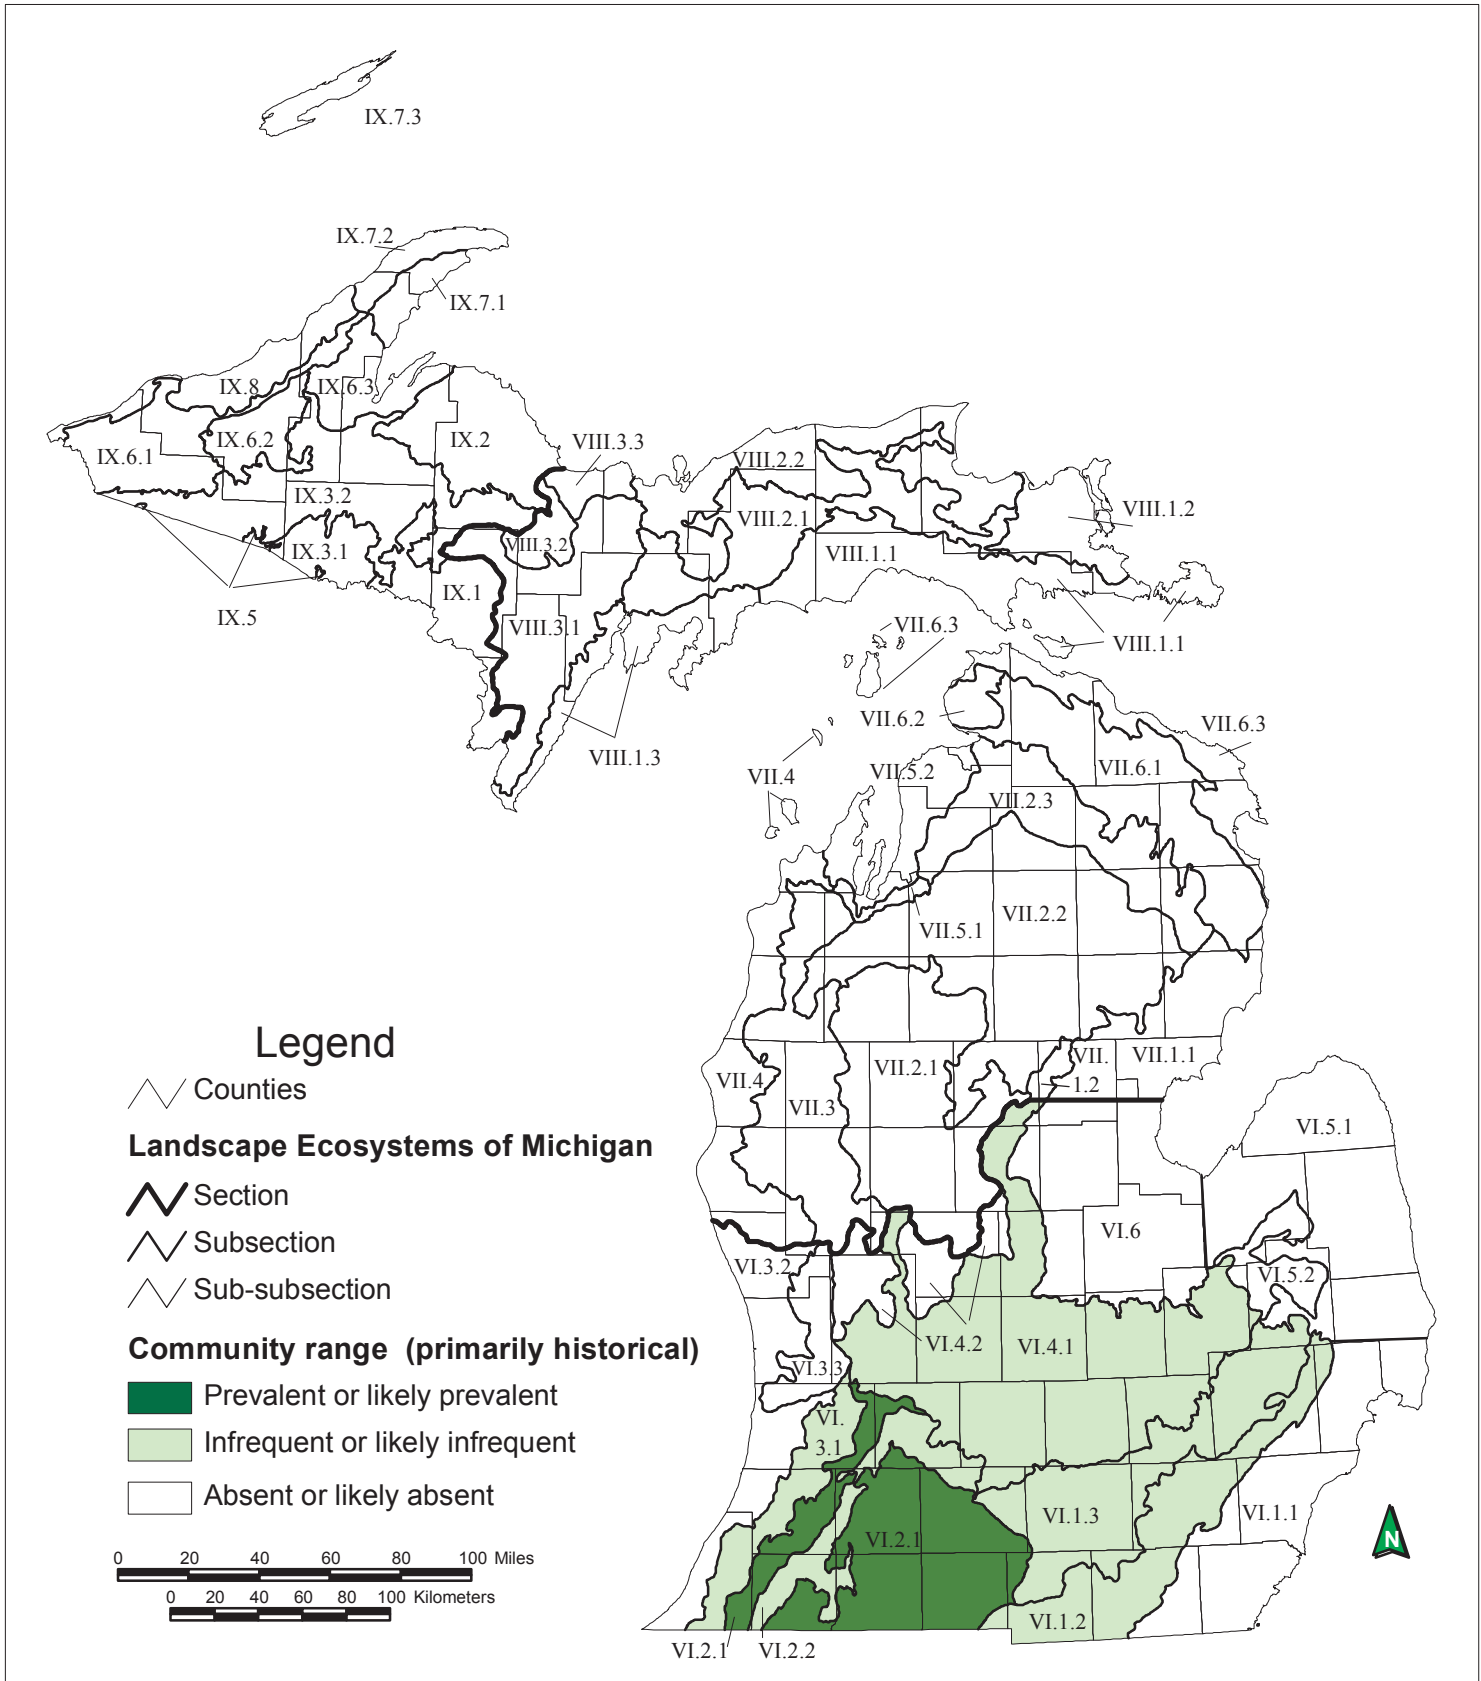 IX.7.3
IX.7.2
IX.7.1
IX.8
IX.6.3
IX.6.2
IX.2
IX.6.1
VIII.3.3
VIII.2.2
IX.3.2
VIII.2.1
VIII.1.2
IX.3.1
VIII.3.2
VIII.1.1
IX.1
IX.5
VIII.3.1
VII.6.3
VIII.1.1
VII.6.2
VII.6.3
VIII.1.3
VII.4
VII.5.2
VII.6.1
VII.2.3
VII.5.1
VII.2.2
Legend
Counties
Landscape Ecosystems of Michigan
Section
Subsection
Sub-subsection
Community range (primarily historical)
Prevalent or likely prevalent
Infrequent or likely infrequent
Absent or likely absent
0 20 40 60 80 100 Miles
0 20 40 60 80 100 Kilometers
VII.4
VII.3
VII.2.1
VII.
1.2
VII.1.1
VI.5.1
VI.6
VI.3.2
VI.5.2
VI.4.2
VI.4.1
VI.3.3
VI.
3.1
VI.1.3
VI.1.1
VI.2.1
VI.1.2
VI.2.1
VI.2.2
N